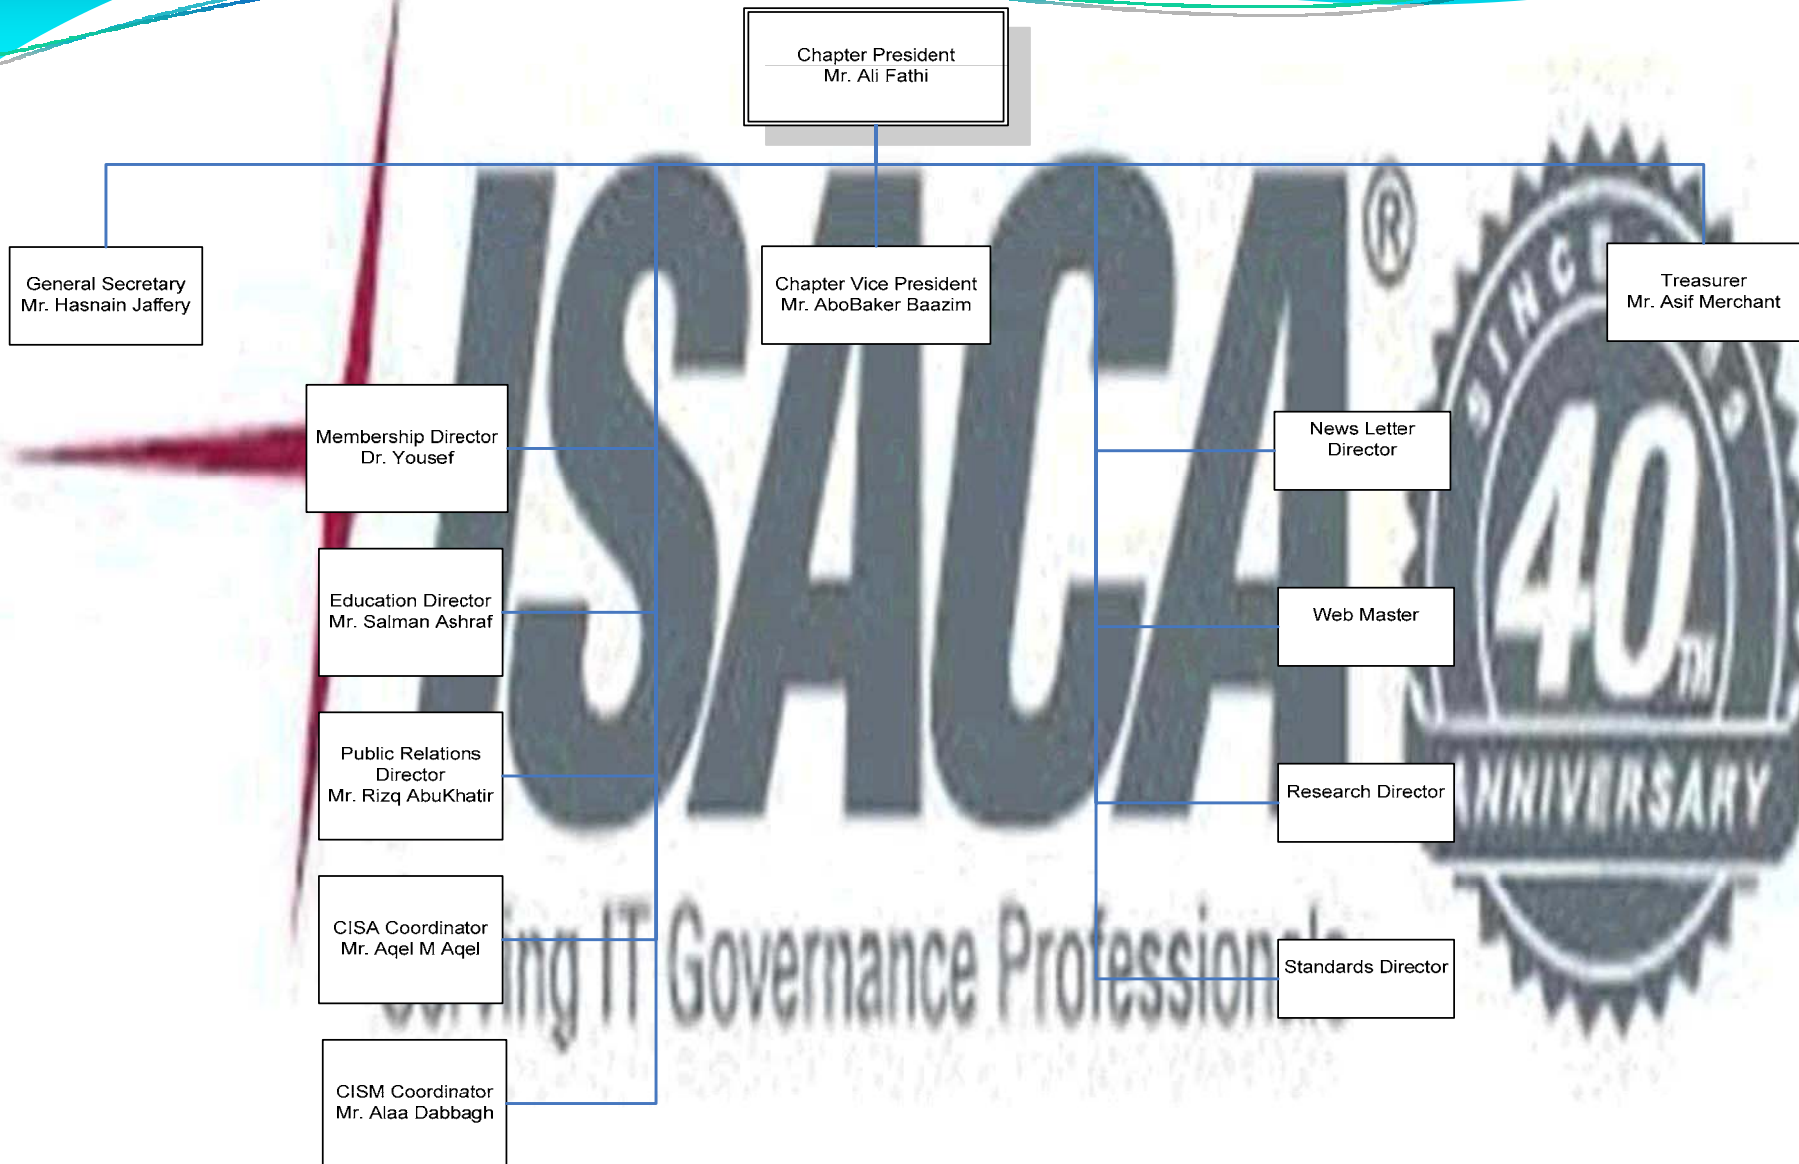 Chapter President
Mr. Ali Fathi
General Secretary
Mr. Hasnain Jaffery
Chapter Vice President
Mr. AboBaker Baazim
Treasurer
Mr. Asif Merchant
Membership Director
Dr. Yousef
Education Director
Mr. Salman Ashraf
Public Relations
Director
Mr. Rizq AbuKhatir
CISA Coordinator
Mr. Aqel M Aqel
CISM Coordinator
Mr. Alaa Dabbagh
News Letter
Director
Web Master
Research Director
Standards Director
ISACA®
IT Governance Professionals
40TH
ANNIVERSARY